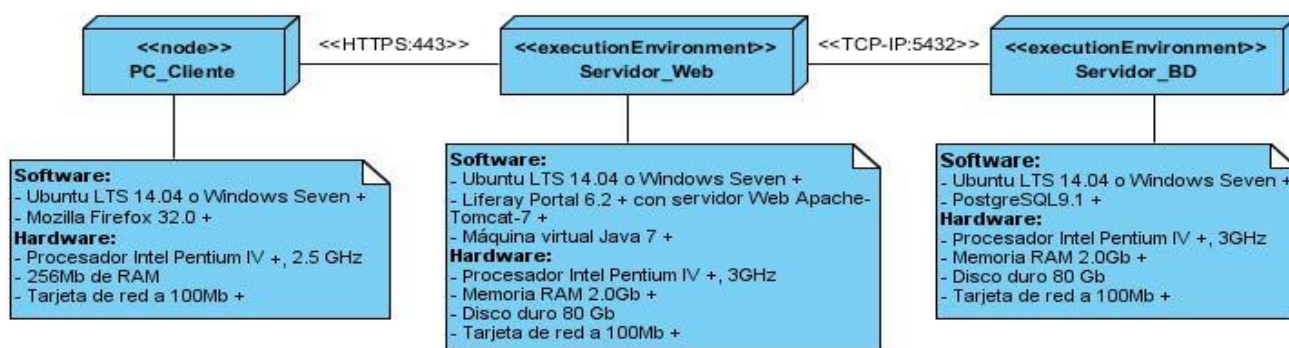 <<node>>
PC_Cliente
<<HTTPS:443>>
<<executionEnvironment>>
Servidor_Web
<<TCP-IP:5432>>
<<executionEnvironment>>
Servidor_BD
Software:
- Ubuntu LTS 14.04 o Windows Seven +
- Mozilla Firefox 32.0 +
Hardware:
- Procesador Intel Pentium IV +, 2.5 GHz
- 256Mb de RAM
- Tarjeta de red a 100Mb +
Software:
- Ubuntu LTS 14.04 o Windows Seven +
- Liferay Portal 6.2 + con servidor Web Apache-
Tomcat-7 +
- Máquina virtual Java 7 +
Hardware:
- Procesador Intel Pentium IV +, 3GHz
- Memoria RAM 2.0Gb +
- Disco duro 80 Gb
- Tarjeta de red a 100Mb +
Software:
- Ubuntu LTS 14.04 o Windows Seven +
- PostgreSQL9.1 +
Hardware:
- Procesador Intel Pentium IV +, 3GHz
- Memoria RAM 2.0Gb +
- Disco duro 80 Gb
- Tarjeta de red a 100Mb +